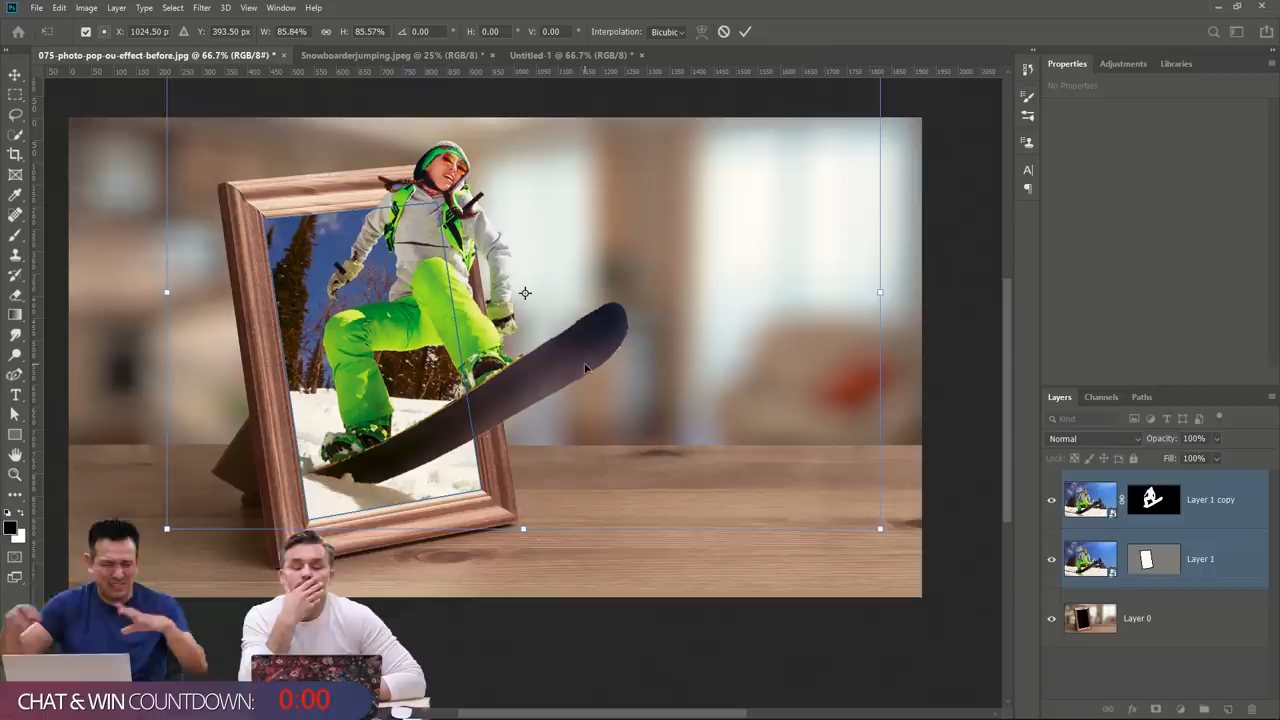 Ps File Edit Image Layer Type Select Filter 3D View Window Help
X: 1024.50 p Y: 393.50 px W: 85.84% H: 85.57% 0.00 ° H: 0.00 ° V: 0.00 ° Interpolation: Bicubic
075-photo-pop-ou-effect-before.jpg @ 66.7% (RGB/8#) * × Snowboarderjumping.jpeg @ 25% (RGB/8) * × Untitled-1 @ 66.7% (RGB/8) * ×
Properties Adjustments Libraries
No Properties
Layers Channels Paths
Kind
Normal Opacity: 100%
Lock: Fill: 100%
Layer 1 copy
Layer 1
Layer 0
CHAT & WIN COUNTDOWN: 0:00